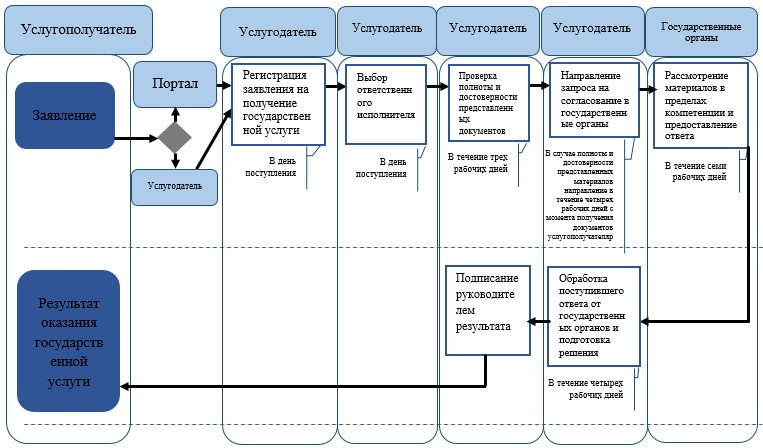 Услугополучатель
Услугодатель
Услугодатель
Услугодатель
Услугодатель
Государственные
органы
Заявление
Портал
Услугодатель
Регистрация
заявления на
получение
государствен
ной услуги
В день
поступления
Выбор
ответственн
ого
исполнителя
В день
поступления
Проверка
полноты и
достоверности
представленн
ых
документов
В течение трех
рабочих дней
Направление
запроса на
согласование в
государственн
ые органы
В случае полноты и
достоверности
представленных
материалов
направление в
течение четырех
рабочих дней с
момента получения
документов
услугополучателяр
Рассмотрение
материалов в
пределах
компетенции и
предоставление
ответа
В течение семи
рабочих дней
Результат
оказания
государств
енной
услуги
Подписание
руководите
лем
результата
Обработка
поступившего
ответа от
государственн
ых органов и
подготовка
решения
В течение четырех
рабочих дней